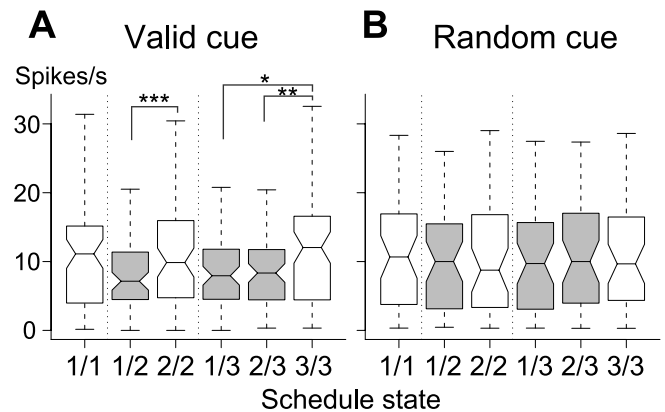 A Valid cue
B Random cue
Spikes/s
***
*
**
30
20
10
0
1/1 1/2 2/2 1/3 2/3 3/3
1/1 1/2 2/2 1/3 2/3 3/3
Schedule state